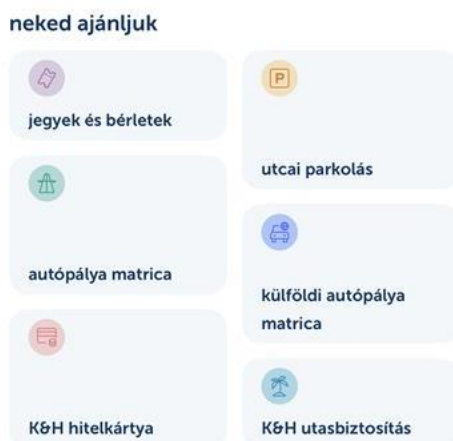 neked ajánljuk
jegyek és bérletek
P
utcai parkolás
autópálya matrica
külföldi autópálya
matrica
K&H hitelkártya
K&H utasbiztosítás